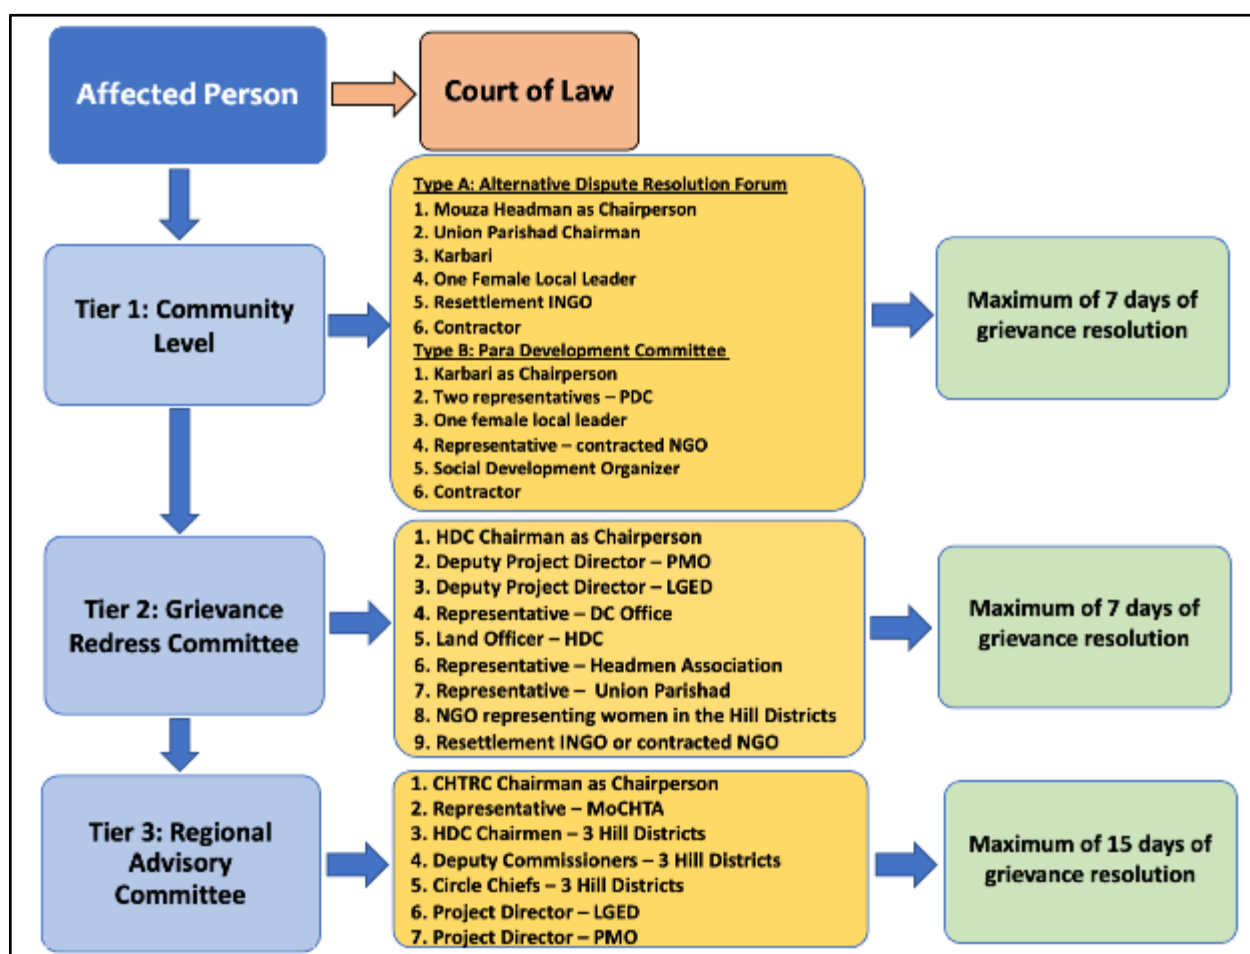 Affected Person
Court of Law
Tier 1: Community
Level
Type A: Alternative Dispute Resolution Forum
1. Mouza Headman as Chairperson
2. Union Parishad Chairman
3. Karbari
4. One Female Local Leader
5. Resettlement INGO
6. Contractor
Type B: Para Development Committee
1. Karbari as Chairperson
2. Two representatives – PDC
3. One female local leader
4. Representative – contracted NGO
5. Social Development Organizer
6. Contractor
Maximum of 7 days of
grievance resolution
Tier 2: Grievance
Redress Committee
1. HDC Chairman as Chairperson
2. Deputy Project Director – PMO
3. Deputy Project Director – LGED
4. Representative – DC Office
5. Land Officer – HDC
6. Representative – Headmen Association
7. Representative – Union Parishad
8. NGO representing women in the Hill Districts
9. Resettlement INGO or contracted NGO
Maximum of 7 days of
grievance resolution
Tier 3: Regional
Advisory
Committee
1. CHTRC Chairman as Chairperson
2. Representative – MoCHTA
3. HDC Chairmen – 3 Hill Districts
4. Deputy Commissioners – 3 Hill Districts
5. Circle Chiefs – 3 Hill Districts
6. Project Director – LGED
7. Project Director – PMO
Maximum of 15 days of
grievance resolution